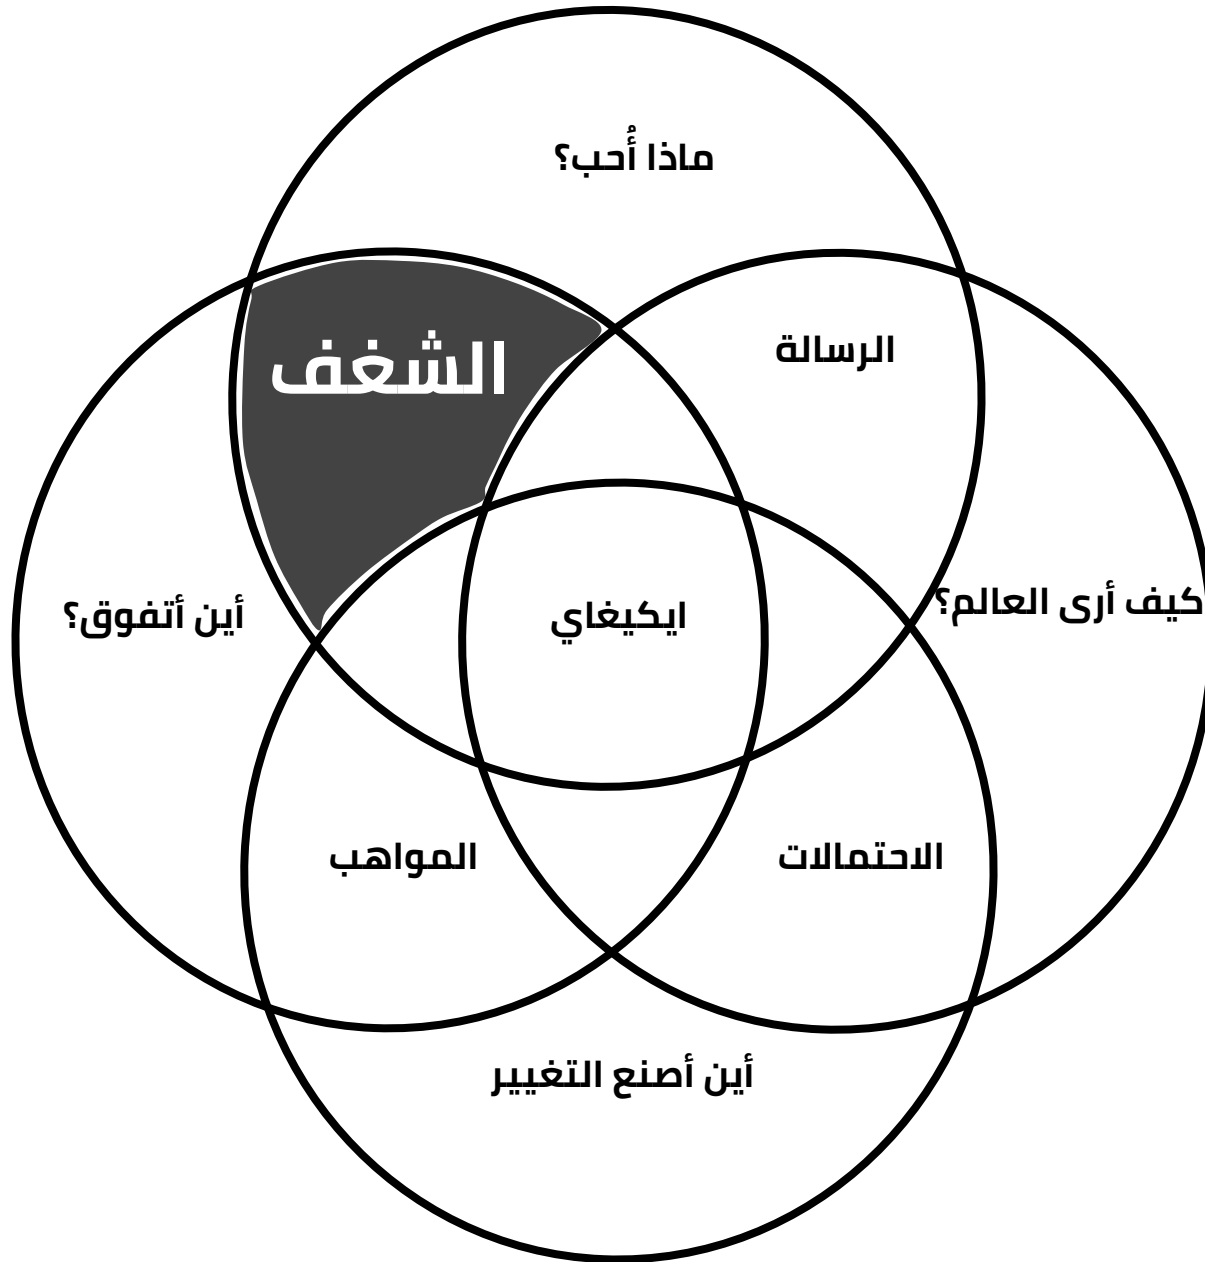 ماذا أُحب؟
الشغف
الرسالة
كيف أرى العالم؟
ايكيغاي
أين أتفوق؟
الاحتمالات
المواهب
أين أصنع التغيير